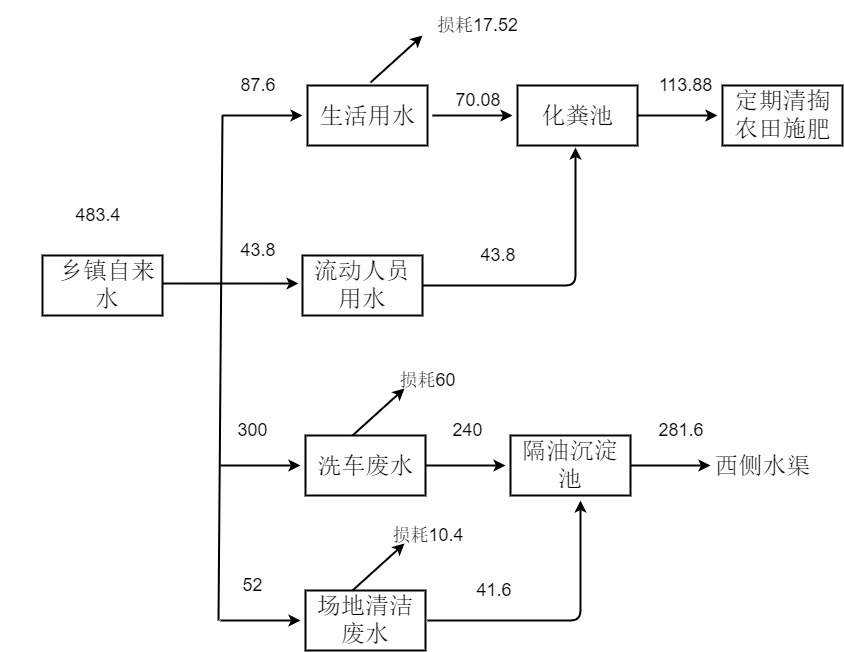 损耗17.52
87.6
生活用水
70.08
化粪池
113.88
定期清掏
农田施肥
483.4
乡镇自来
水
43.8
流动人员
用水
43.8
损耗60
300
洗车废水
240
隔油沉淀
池
281.6
西侧水渠
损耗10.4
52
场地清洁
废水
41.6